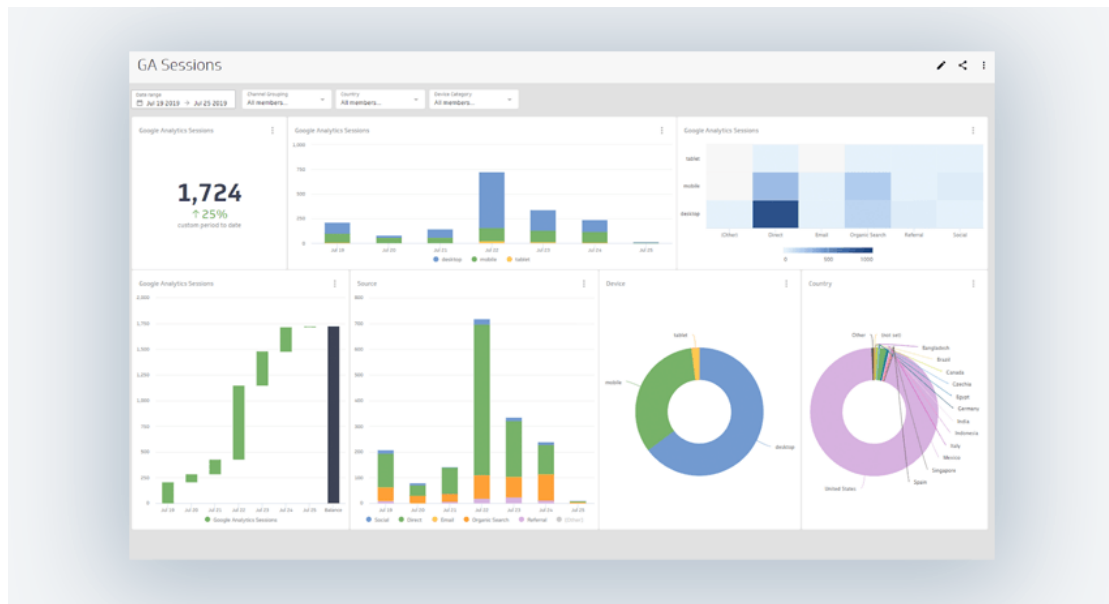 GA Sessions
Date range
Jul 19 2019 → Jul 25 2019
Channel Grouping
All members...
Country
All members...
Device Category
All members...
Google Analytics Sessions
1,724
↑ 25%
custom period to date
Google Analytics Sessions
1,000
750
500
250
0
Jul 19 Jul 20 Jul 21 Jul 22 Jul 23 Jul 24 Jul 25
desktop mobile tablet
Google Analytics Sessions
tablet
mobile
desktop
(Other) Direct Email Organic Search Referral Social
0 500 1000
Google Analytics Sessions
2,000
1,750
1,500
1,250
1,000
750
500
250
0
Jul 19 Jul 20 Jul 21 Jul 22 Jul 23 Jul 24 Jul 25 Balance
Google Analytics Sessions
Source
800
700
600
500
400
300
200
100
0
Jul 19 Jul 20 Jul 21 Jul 22 Jul 23 Jul 24 Jul 25
Social Direct Email Organic Search Referral (Other)
Device
tablet
mobile
desktop
Country
Other (not set)
Bangladesh
Brazil
Canada
Czechia
Egypt
Germany
India
Indonesia
Italy
Mexico
Singapore
Spain
United States